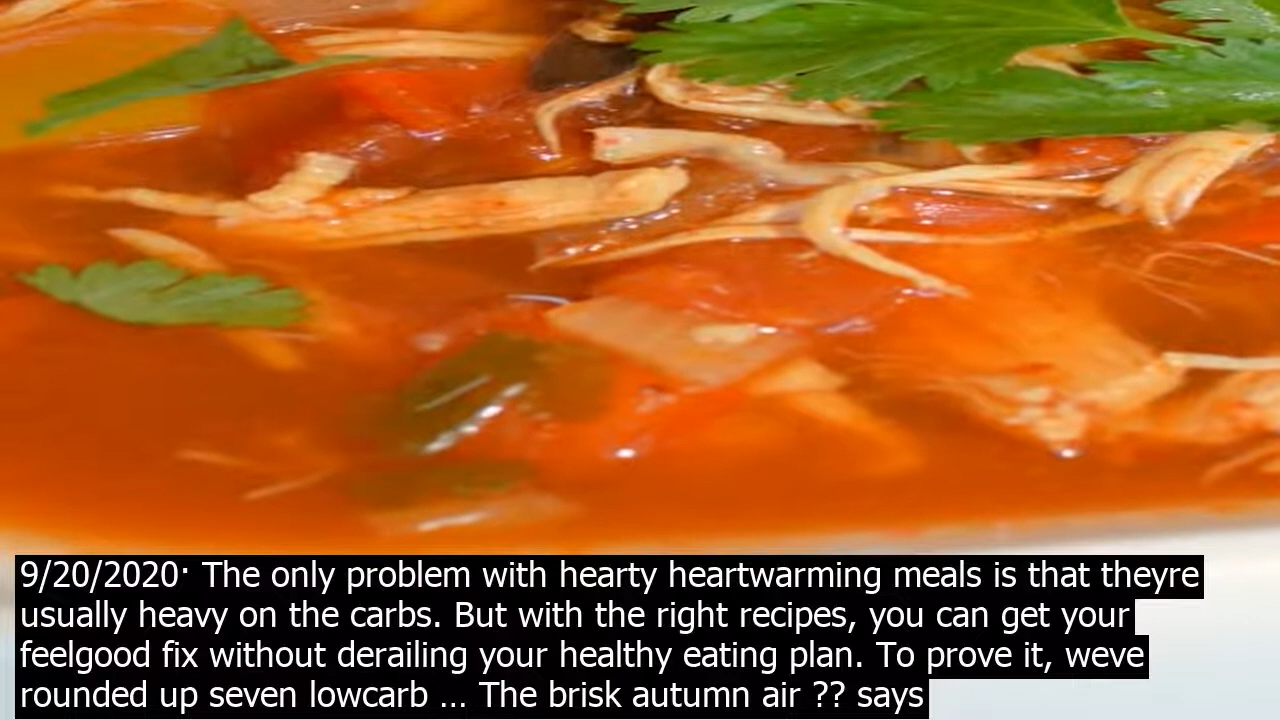 9/20/2020· The only problem with hearty heartwarming meals is that theyre
usually heavy on the carbs. But with the right recipes, you can get your
feelgood fix without derailing your healthy eating plan. To prove it, weve
rounded up seven lowcarb … The brisk autumn air ?? says